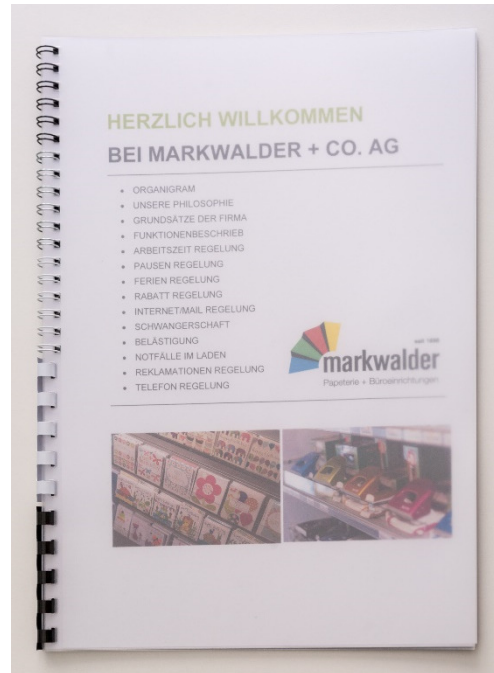 HERZLICH WILLKOMMEN
BEI MARKWALDER + CO. AG
• ORGANIGRAM
• UNSERE PHILOSOPHIE
• GRUNDSÄTZE DER FIRMA
• FUNKTIONENBESCHRIEB
• ARBEITSZEIT REGELUNG
• PAUSEN REGELUNG
• FERIEN REGELUNG
• RABATT REGELUNG
• INTERNET/MAIL REGELUNG
• SCHWANGERSCHAFT
• BELÄSTIGUNG
• NOTFÄLLE IM LADEN
• REKLAMATIONEN REGELUNG
• TELEFON REGELUNG
seit
markwalder
Papeterie + Büroeinrichtungen